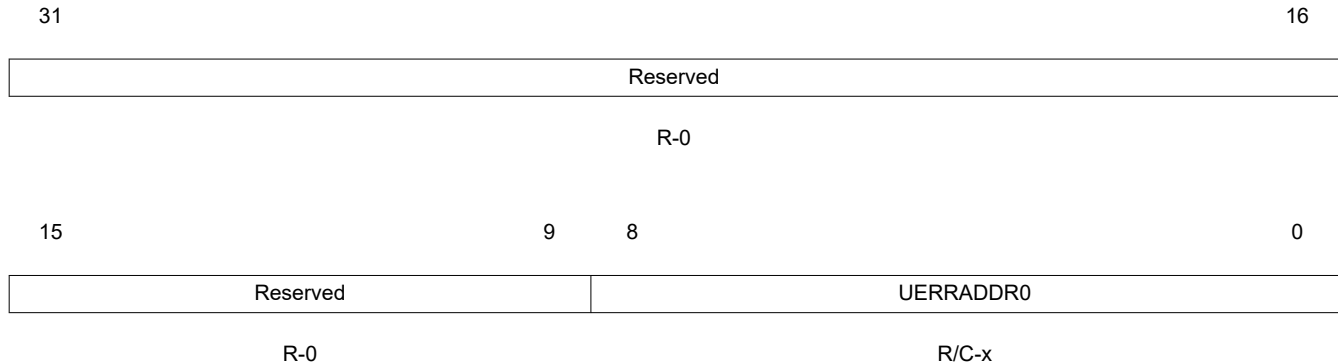 31 16
Reserved
R-0
15 9 8 0
Reserved UERRADDR0
R-0 R/C-x